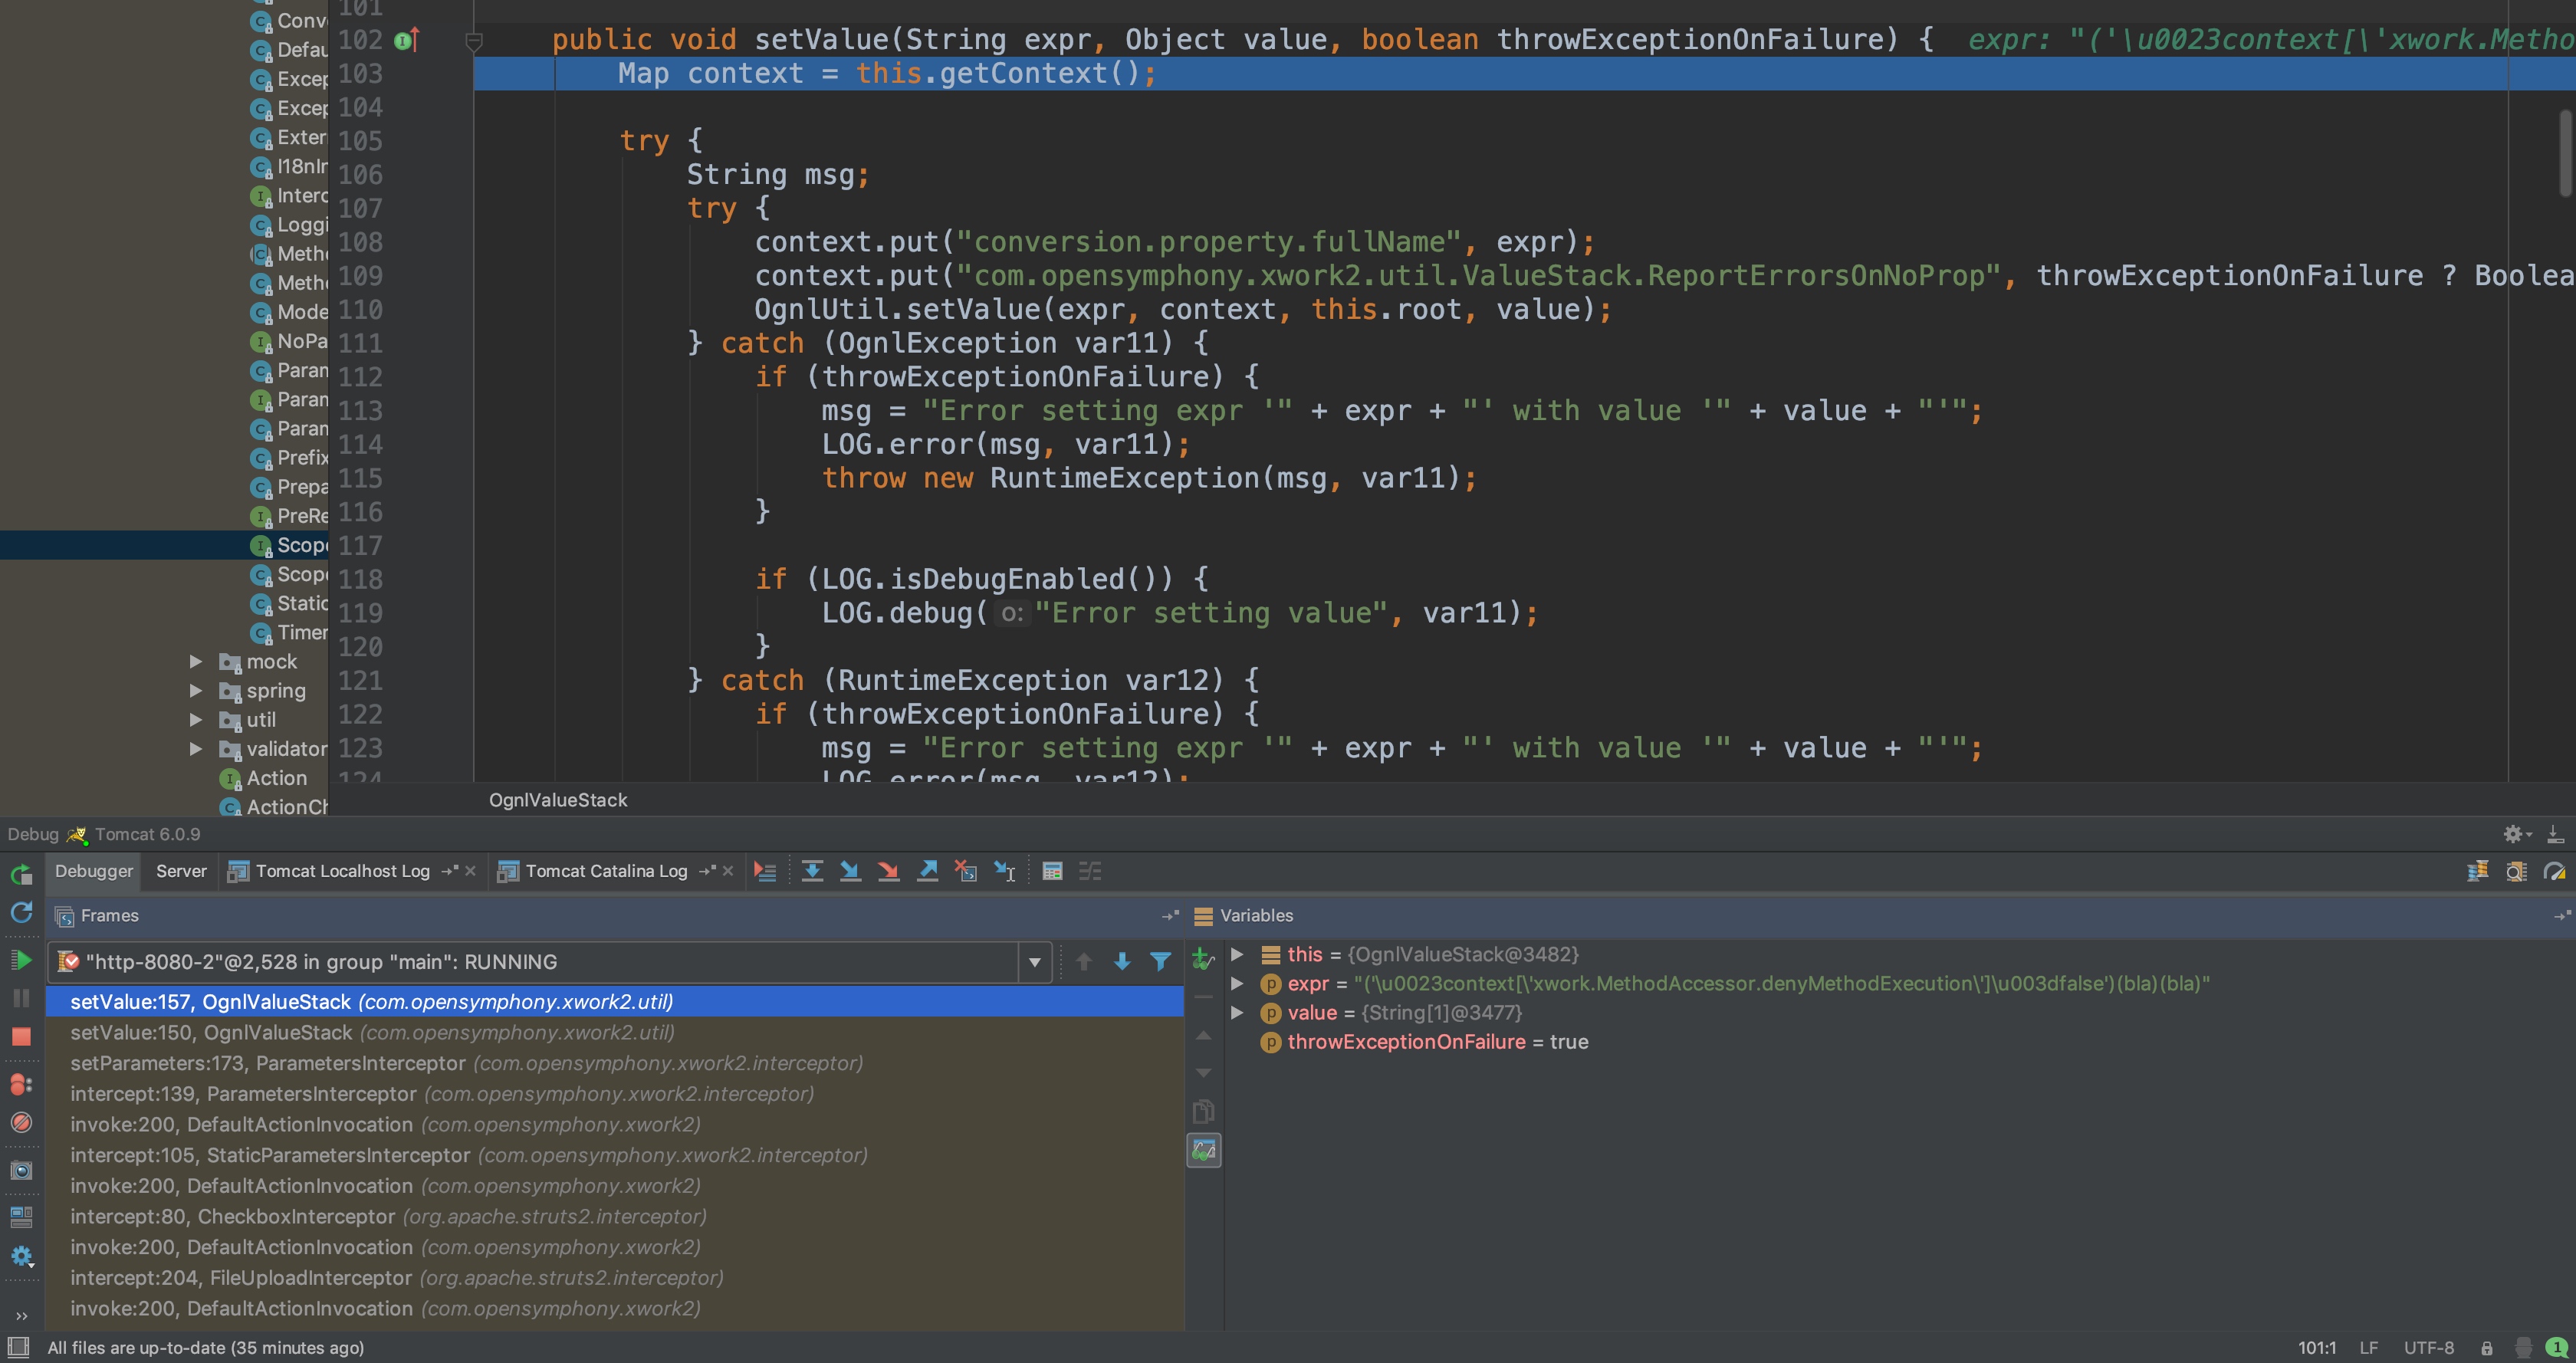 101
Conv
102 public void setValue(String expr, Object value, boolean throwExceptionOnFailure) { expr: "('\u0023context[\'xwork.Metho
Defau
103 Map context = this.getContext();
Excep
104
Excep
105 try {
Exter
106 String msg;
I18nIn
107 try {
Interc
108 context.put("conversion.property.fullName", expr);
Loggi
109 context.put("com.opensymphony.xwork2.util.ValueStack.ReportErrorsOnNoProp", throwExceptionOnFailure ? Boolea
Metho
110 OgnlUtil.setValue(expr, context, this.root, value);
Metho
111 } catch (OgnlException var11) {
Mode
112 if (throwExceptionOnFailure) {
NoPa
113 msg = "Error setting expr '" + expr + "' with value '" + value + "'";
Paran
114 LOG.error(msg, var11);
Paran
115 throw new RuntimeException(msg, var11);
Paran
116 }
Prefix
117
Prepa
118 if (LOG.isDebugEnabled()) {
PreRe
119 LOG.debug( o: "Error setting value", var11);
Scope
120 }
Scope
121 } catch (RuntimeException var12) {
Static
122 if (throwExceptionOnFailure) {
Timer
123 msg = "Error setting expr '" + expr + "' with value '" + value + "'";
mock
124 LOG.error(msg, var12);
spring
util
validator
Action
ActionCh
OgnlValueStack
Debug Tomcat 6.0.9
Debugger Server Tomcat Localhost Log Tomcat Catalina Log
Frames
Variables
"http-8080-2"@2,528 in group "main": RUNNING
setValue:157, OgnlValueStack (com.opensymphony.xwork2.util)
setValue:150, OgnlValueStack (com.opensymphony.xwork2.util)
setParameters:173, ParametersInterceptor (com.opensymphony.xwork2.interceptor)
intercept:139, ParametersInterceptor (com.opensymphony.xwork2.interceptor)
invoke:200, DefaultActionInvocation (com.opensymphony.xwork2)
intercept:105, StaticParametersInterceptor (com.opensymphony.xwork2.interceptor)
invoke:200, DefaultActionInvocation (com.opensymphony.xwork2)
intercept:80, CheckboxInterceptor (org.apache.struts2.interceptor)
invoke:200, DefaultActionInvocation (com.opensymphony.xwork2)
intercept:204, FileUploadInterceptor (org.apache.struts2.interceptor)
invoke:200, DefaultActionInvocation (com.opensymphony.xwork2)
this = {OgnlValueStack@3482}
expr = "('\u0023context[\'xwork.MethodAccessor.denyMethodExecution\']\u003dfalse')(bla)(bla)"
value = {String[1]@3477}
throwExceptionOnFailure = true
All files are up-to-date (35 minutes ago)
101:1 LF UTF-8 1